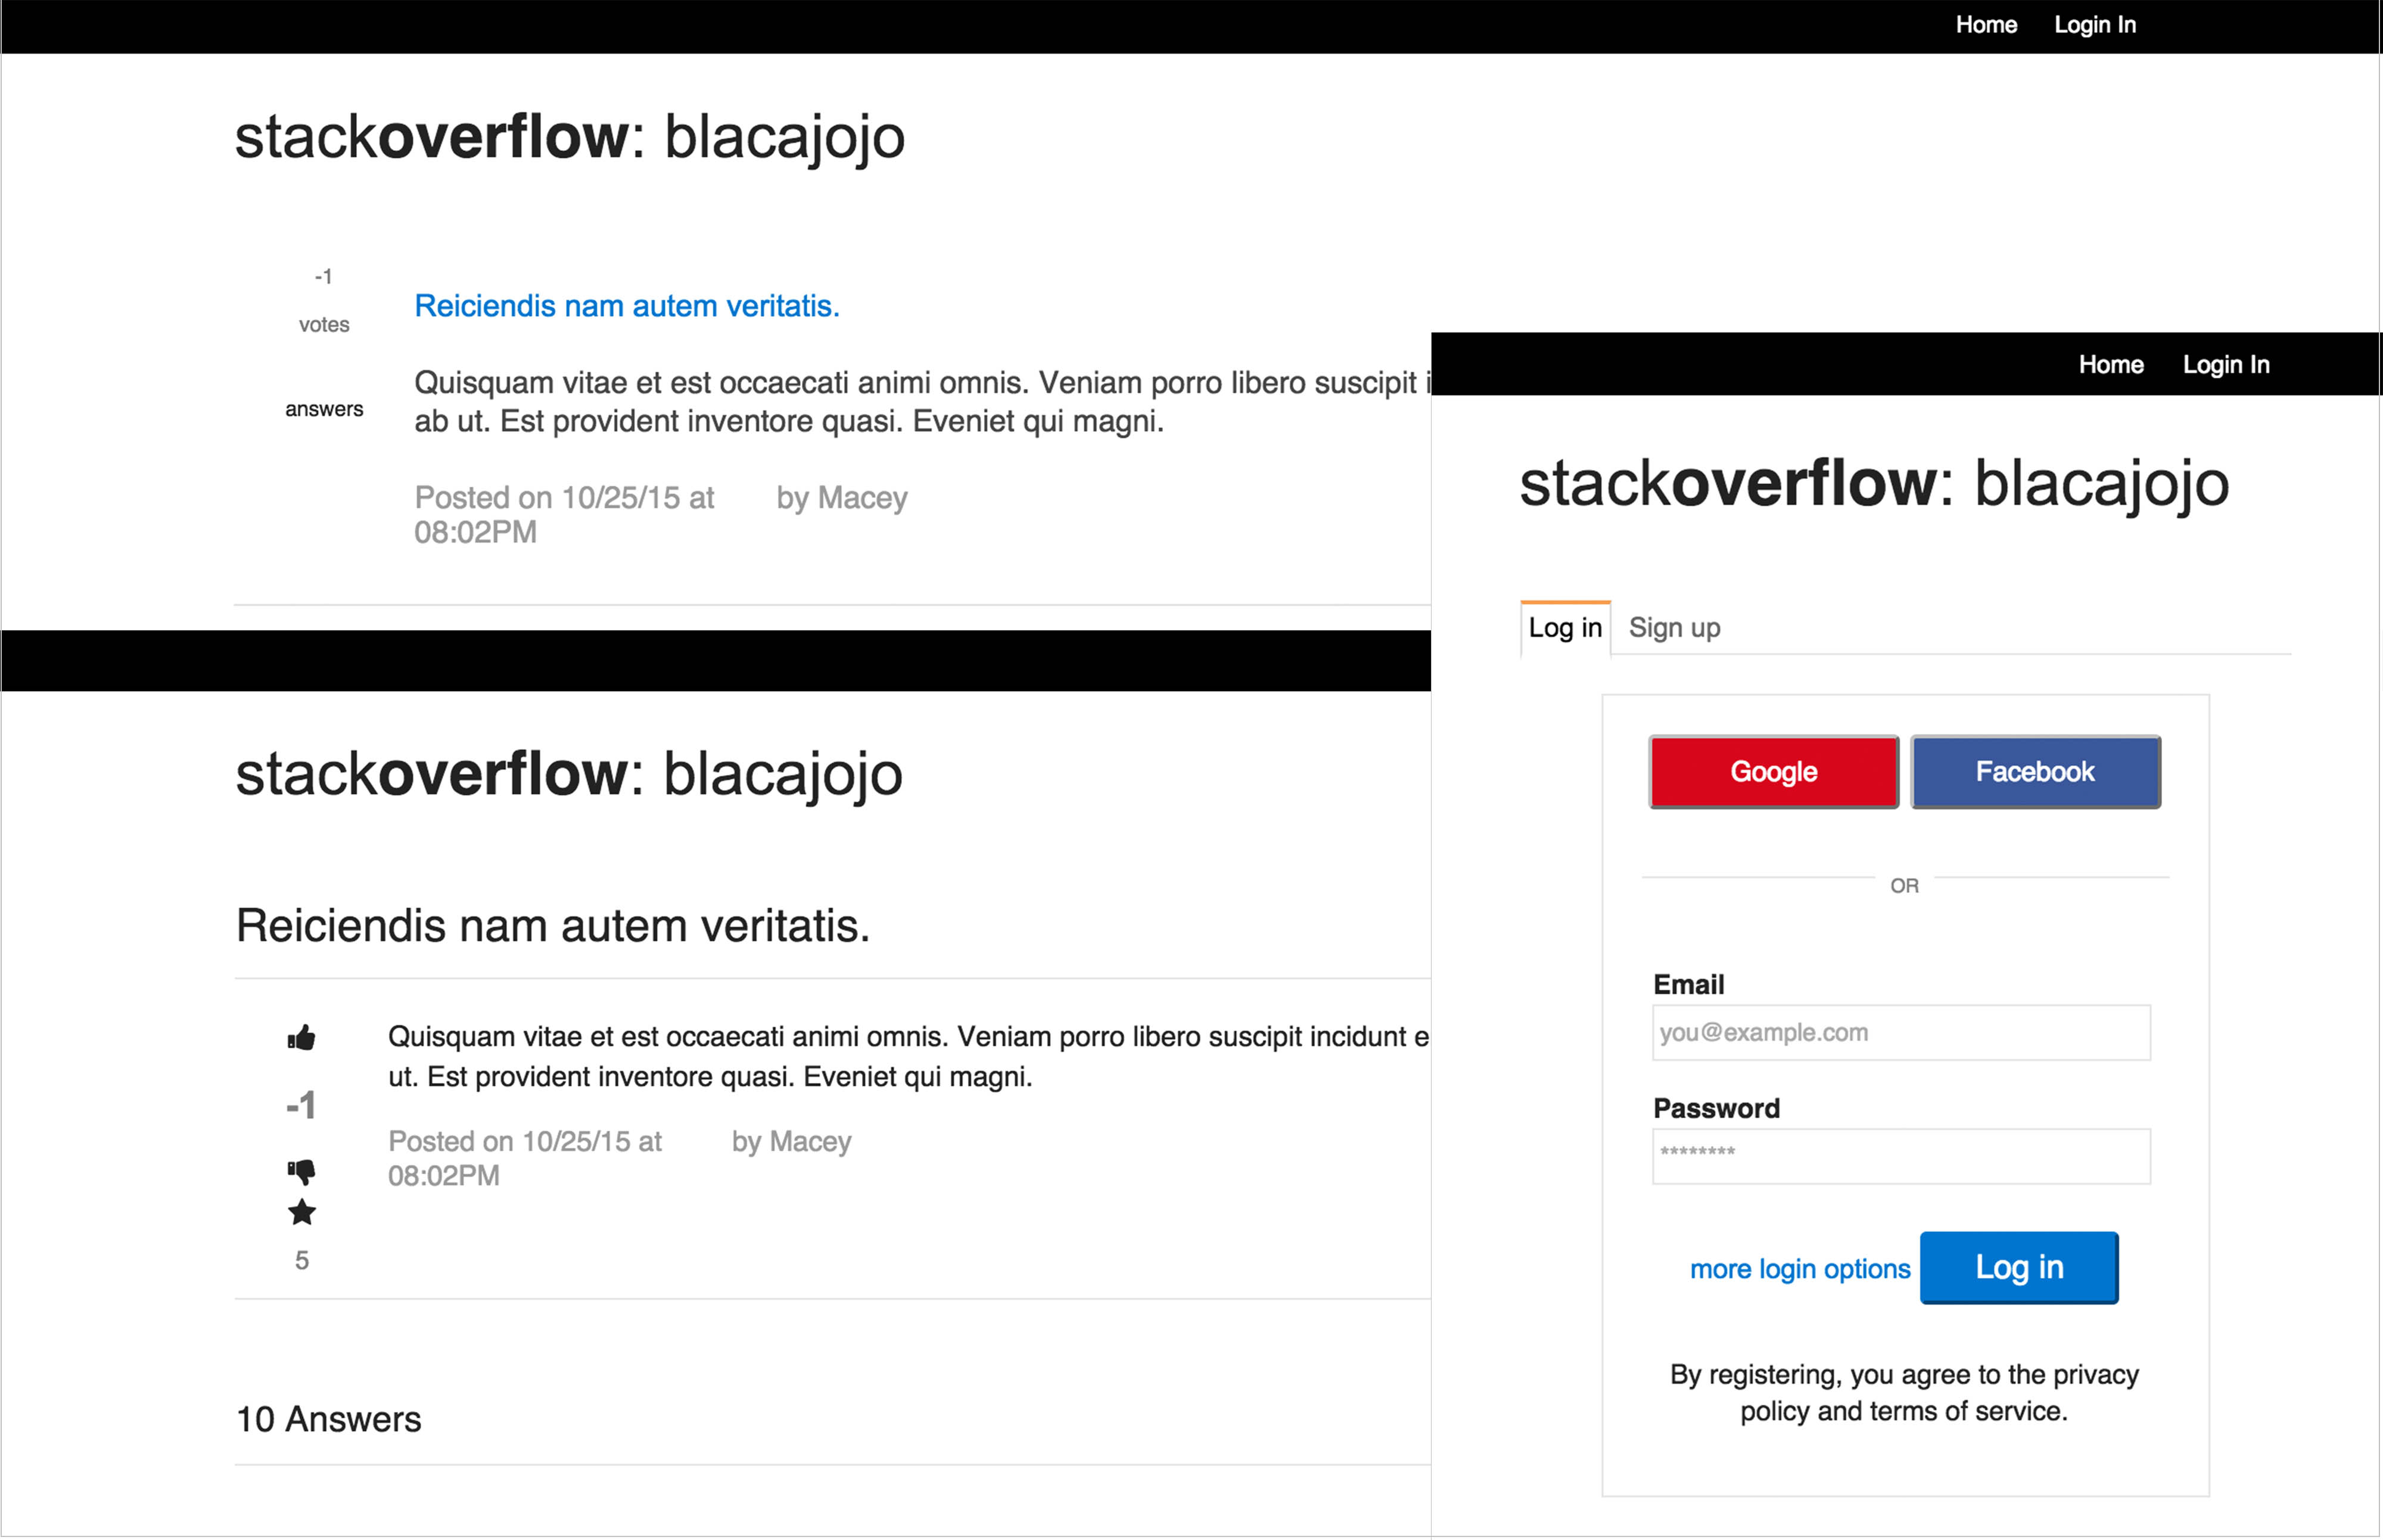 Home Login In
stackoverflow: blacajojo
-1
votes
answers
Reiciendis nam autem veritatis.
Quisquam vitae et est occaecati animi omnis. Veniam porro libero suscipit i
ab ut. Est provident inventore quasi. Eveniet qui magni.
Posted on 10/25/15 at by Macey
08:02PM
stackoverflow: blacajojo
Reiciendis nam autem veritatis.
Quisquam vitae et est occaecati animi omnis. Veniam porro libero suscipit incidunt e
ut. Est provident inventore quasi. Eveniet qui magni.
-1
Posted on 10/25/15 at by Macey
08:02PM
5
10 Answers
Home Login In
stackoverflow: blacajojo
Log in Sign up
Google Facebook
OR
Email
you@example.com
Password
********
more login options Log in
By registering, you agree to the privacy
policy and terms of service.